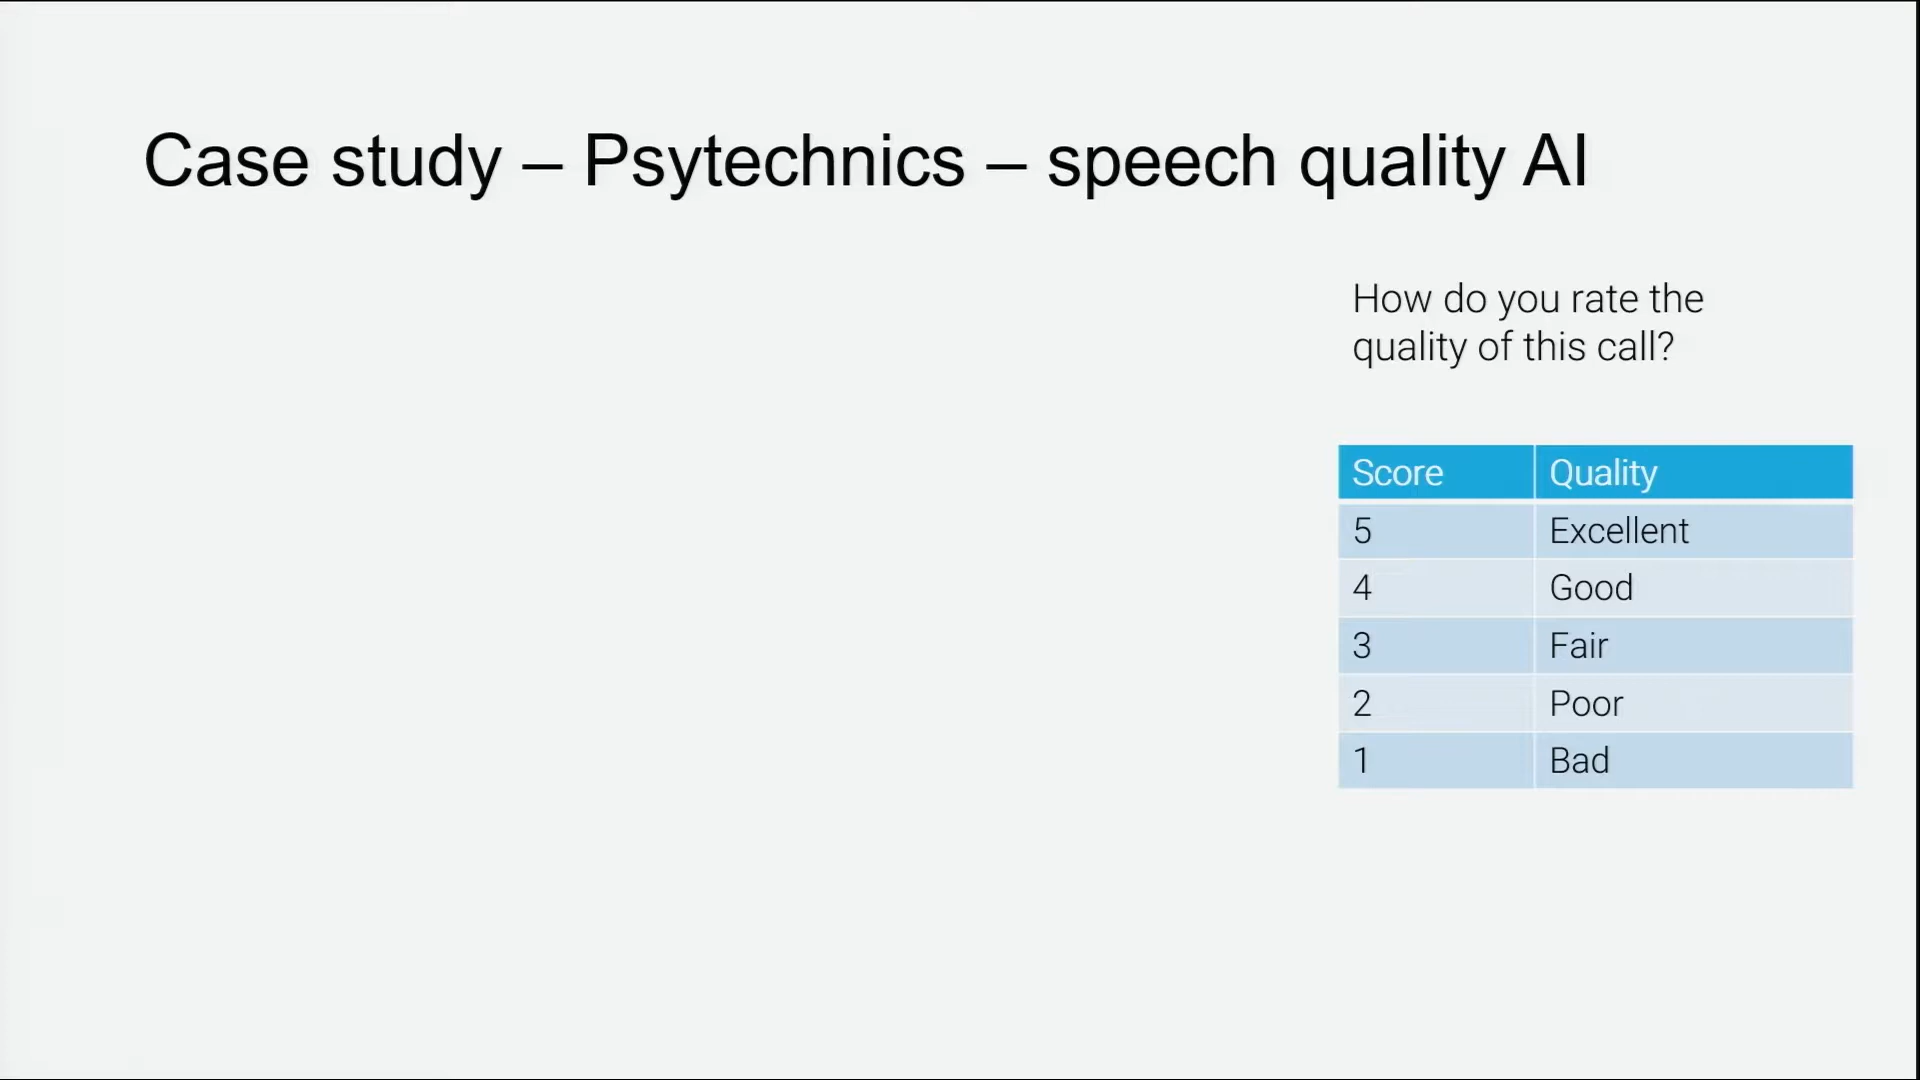 Case study – Psytechnics – speech quality AI
How do you rate the
quality of this call?
Score Quality
5 Excellent
4 Good
3 Fair
2 Poor
1 Bad